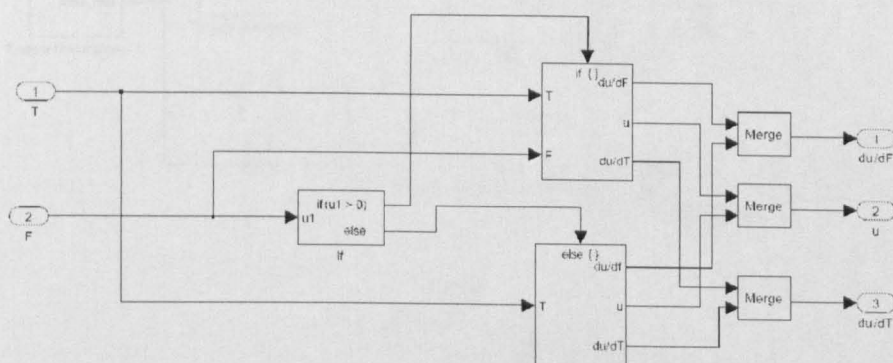 1
T
2
F
if(u1 > 0)
u1
else
If
if { }
du/dF
T
u
F
du/dT
else { }
du/df
T
u
du/dT
Merge
Merge
Merge
1
du/dF
2
u
3
du/dT